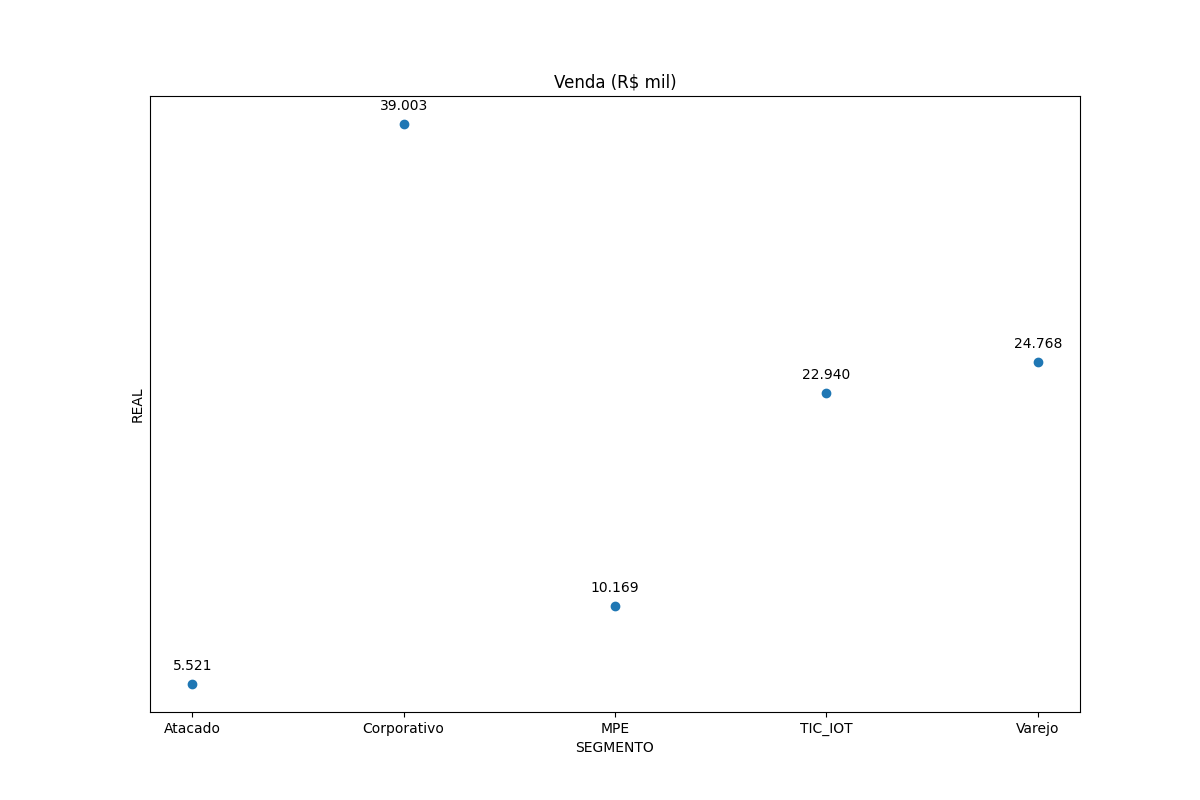 Venda (R$ mil)
39.003
24.768
22.940
REAL
10.169
5.521
Atacado Corporativo MPE TIC_IOT Varejo
SEGMENTO